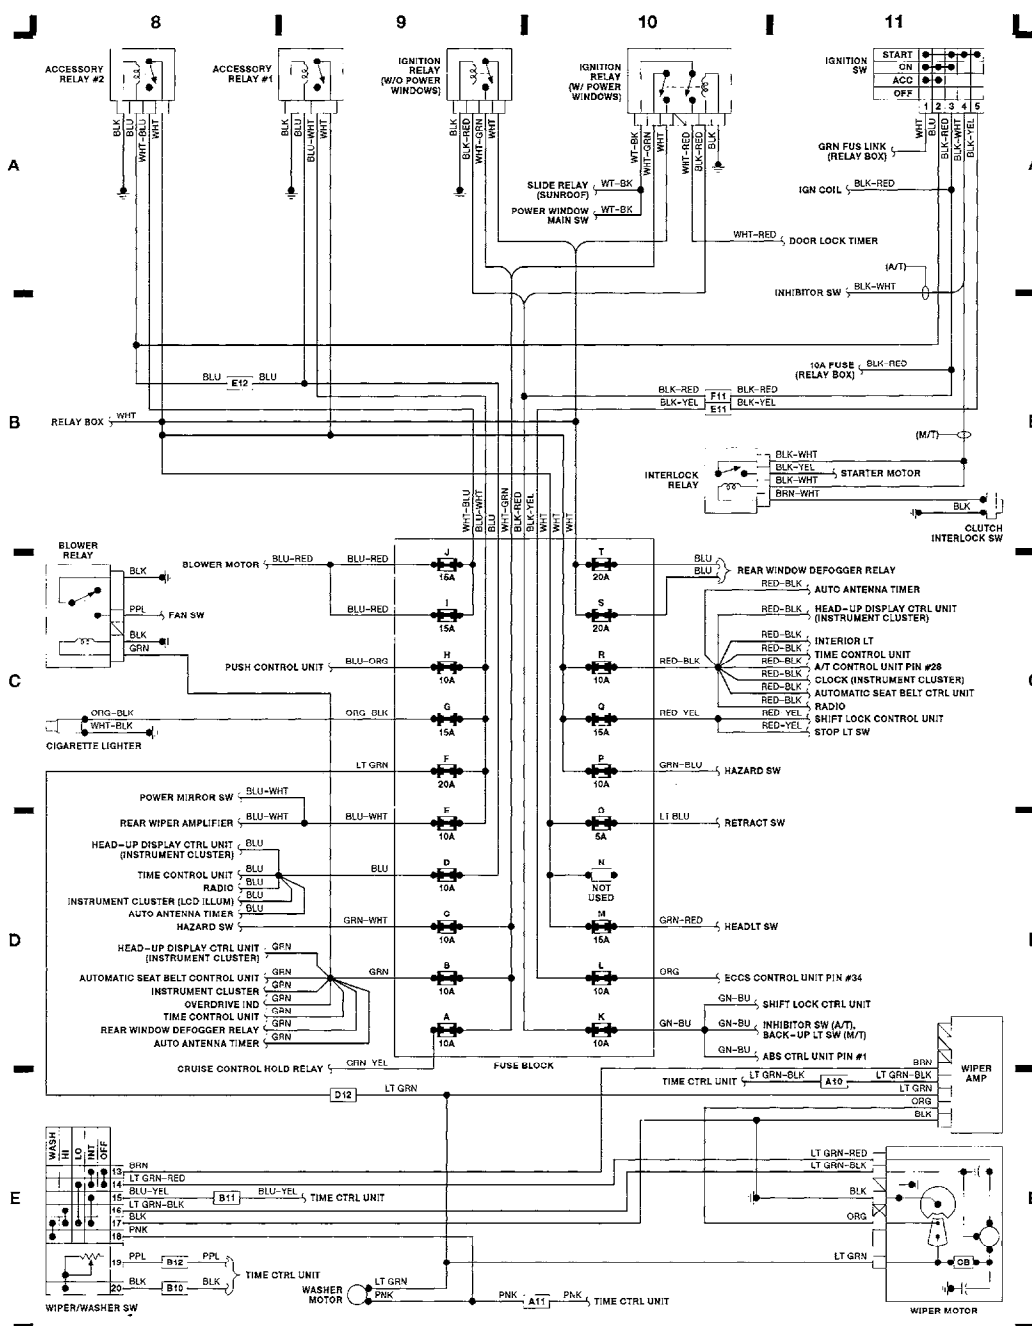 8 9 10 11
ACCESSORY RELAY #2
ACCESSORY RELAY #1
IGNITION RELAY (W/O POWER WINDOWS)
IGNITION RELAY (W/ POWER WINDOWS)
IGNITION SW
START
ON
ACC
OFF
1 2 3 4 5
BLK BLU WHT-BLU WHT
BLK BLU BLU-WHT WHT
BLK BLK-RED WHT-GRN WHT
WT-BK WHT-GRN WHT WHT-RED BLK-RED BLK
WHT BLU BLK-RED BLK-WHT BLK-YEL
A
GRN FUS LINK (RELAY BOX)
SLIDE RELAY (SUNROOF) WT-BK
IGN COIL BLK-RED
POWER WINDOW MAIN SW WT-BK
WHT-RED DOOR LOCK TIMER
(A/T)
INHIBITOR SW BLK-WHT
10A FUSE (RELAY BOX) BLK-RED
BLU E12 BLU
BLK-RED F11 BLK-RED
BLK-YEL E11 BLK-YEL
B
RELAY BOX WHT
(M/T)
INTERLOCK RELAY
BLK-WHT
BLK-YEL STARTER MOTOR
BLK-WHT
BRN-WHT
BLK
CLUTCH INTERLOCK SW
WHT-BLU BLU-WHT BLU WHT-GRN BLK-RED BLK-YEL WHT WHT WHT
BLOWER RELAY
BLK
PPL FAN SW
BLK
GRN
BLOWER MOTOR BLU-RED BLU-RED J 15A
BLU-RED I 15A
C
PUSH CONTROL UNIT BLU-ORG H 10A
ORG-BLK ORG BLK G 15A
WHT-BLK
CIGARETTE LIGHTER
LT GRN F 20A
POWER MIRROR SW BLU-WHT
REAR WIPER AMPLIFIER BLU-WHT BLU-WHT E 10A
HEAD-UP DISPLAY CTRL UNIT (INSTRUMENT CLUSTER) BLU
TIME CONTROL UNIT BLU BLU D 10A
RADIO BLU
INSTRUMENT CLUSTER (LCD ILLUM) BLU
AUTO ANTENNA TIMER BLU
HAZARD SW GRN-WHT C 10A
D
HEAD-UP DISPLAY CTRL UNIT (INSTRUMENT CLUSTER) GRN
AUTOMATIC SEAT BELT CONTROL UNIT GRN GRN B 10A
INSTRUMENT CLUSTER GRN
OVERDRIVE IND GRN
TIME CONTROL UNIT GRN
REAR WINDOW DEFOGGER RELAY GRN
AUTO ANTENNA TIMER GRN
A 10A
CRUISE CONTROL HOLD RELAY GRN YEL
FUSE BLOCK
T 20A BLU
S 20A BLU
REAR WINDOW DEFOGGER RELAY
RED-BLK AUTO ANTENNA TIMER
RED-BLK HEAD-UP DISPLAY CTRL UNIT (INSTRUMENT CLUSTER)
RED-BLK INTERIOR LT
RED-BLK TIME CONTROL UNIT
R 10A RED-BLK RED-BLK A/T CONTROL UNIT PIN #28
RED-BLK CLOCK (INSTRUMENT CLUSTER)
RED-BLK AUTOMATIC SEAT BELT CTRL UNIT
RED-BLK RADIO
Q 15A RED YEL RED-YEL SHIFT LOCK CONTROL UNIT
RED-YEL STOP LT SW
P 10A GRN-BLU HAZARD SW
O 5A LT BLU RETRACT SW
N NOT USED
M 15A GRN-RED HEADLT SW
L 10A ORG ECCS CONTROL UNIT PIN #34
GN-BU SHIFT LOCK CTRL UNIT
K 10A GN-BU GN-BU INHIBITOR SW (A/T), BACK-UP LT SW (M/T)
GN-BU ABS CTRL UNIT PIN #1
D12 LT GRN
BRN
TIME CTRL UNIT LT GRN-BLK A10 LT GRN-BLK
LT GRN
ORG
BLK
WIPER AMP
E
WASH HI LO INT OFF
13 BRN
14 LT GRN-RED
15 BLU-YEL B11 BLU-YEL TIME CTRL UNIT
16 LT GRN-BLK
17 BLK
18 PNK
19 PPL B12 PPL
20 BLK B10 BLK
TIME CTRL UNIT
WIPER/WASHER SW
WASHER MOTOR
LT GRN
PNK PNK A11 PNK TIME CTRL UNIT
LT GRN-RED
LT GRN-BLK
BLK
ORG
LT GRN
CB
WIPER MOTOR